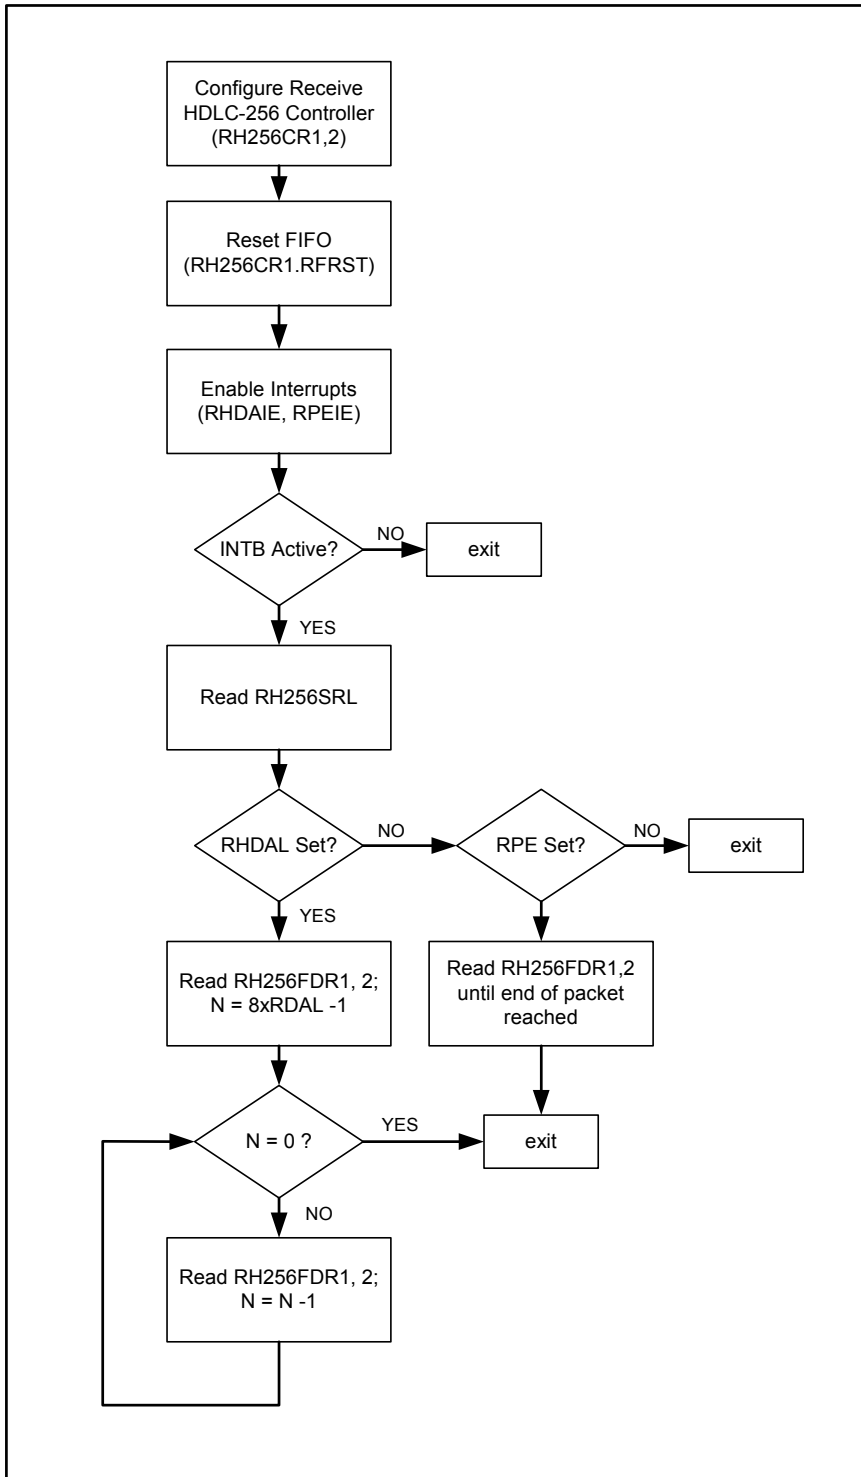 Configure Receive
HDLC-256 Controller
(RH256CR1,2)
Reset FIFO
(RH256CR1.RFRST)
Enable Interrupts
(RHDAIE, RPEIE)
INTB Active?
NO
exit
YES
Read RH256SRL
RHDAL Set?
NO
RPE Set?
NO
exit
YES
Read RH256FDR1, 2;
N = 8xRDAL -1
Read RH256FDR1,2
until end of packet
reached
N = 0 ?
YES
exit
NO
Read RH256FDR1, 2;
N = N -1